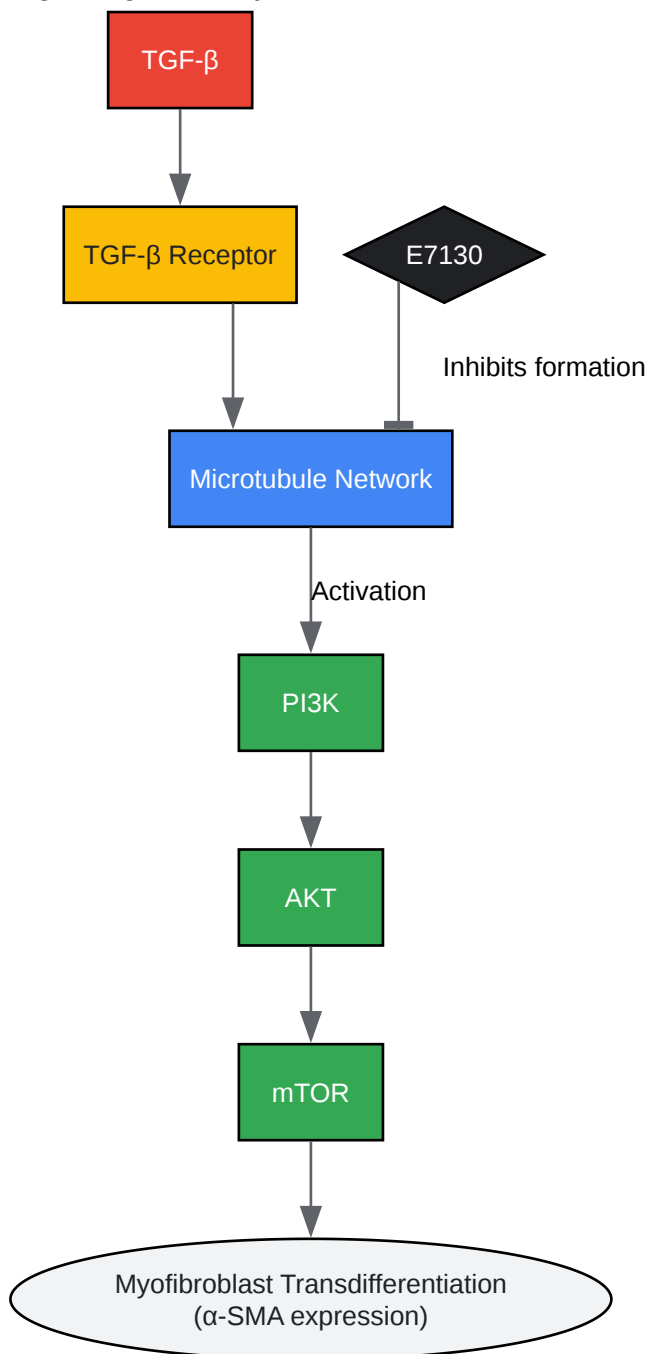 TGF-β
TGF-β Receptor
E7130
Inhibits formation
Microtubule Network
Activation
PI3K
AKT
mTOR
Myofibroblast Transdifferentiation
(α-SMA expression)